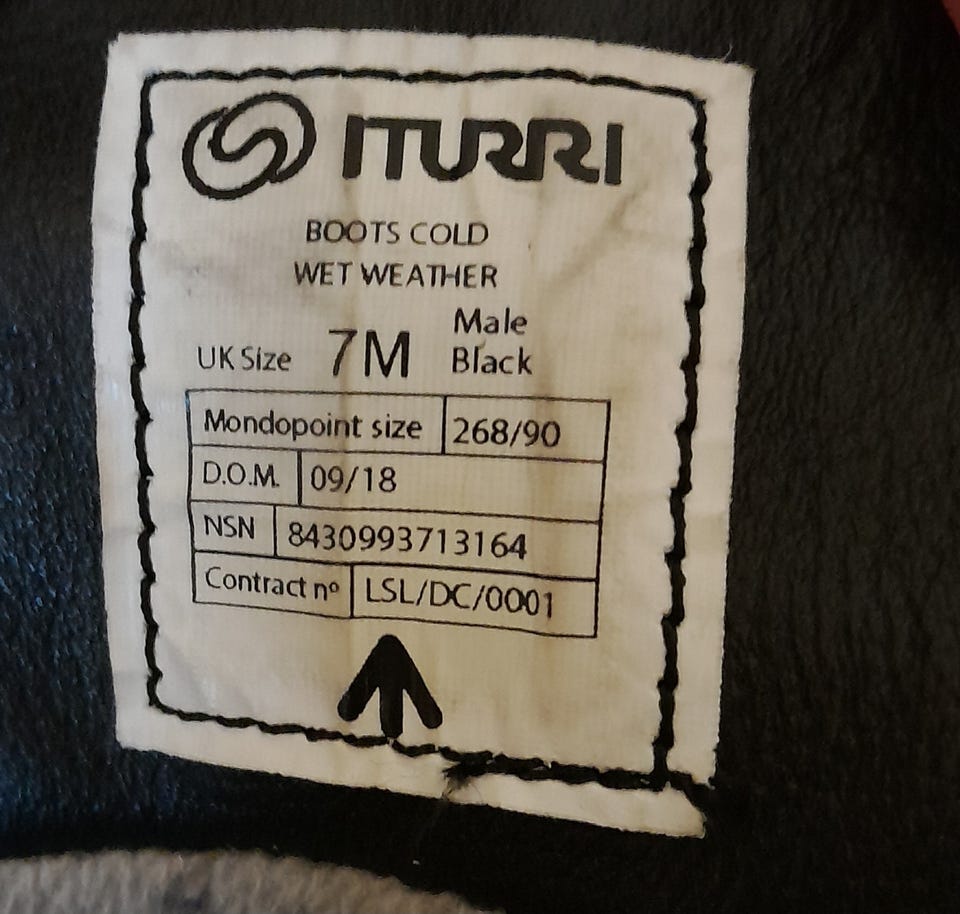 ITURRI
BOOTS COLD
WET WEATHER
UK Size 7M Male
Black
Mondopoint size 268/90
D.O.M. 09/18
NSN 8430993713164
Contract nº LSL/DC/0001